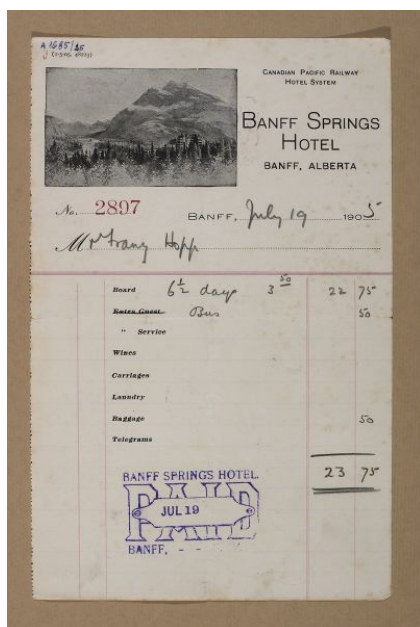 A 1685/25
CANADIAN PACIFIC RAILWAY
HOTEL SYSTEM
BANFF SPRINGS
HOTEL
BANFF, ALBERTA
No. 2897
BANFF, July 19 1905
Mr Franz Hopp
Board 6½ days 3 50 22 75
Extra Guest Bus 50
" Service
Wines
Carriages
Laundry
Baggage 50
Telegrams
23 75
BANFF SPRINGS HOTEL.
PAID
JUL 19
BANFF, - -